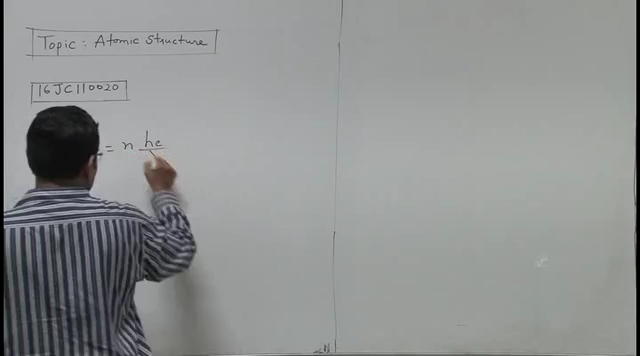 Topic : Atomic Structure
16JC110020
= n hc